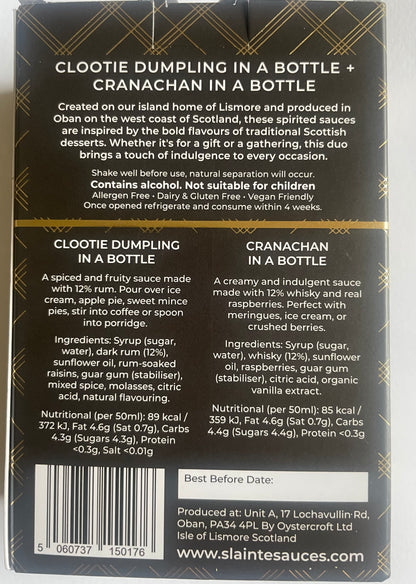 CLOOTIE DUMPLING IN A BOTTLE +
CRANACHAN IN A BOTTLE
Created on our island home of Lismore and produced in
Oban on the west coast of Scotland, these spirited sauces
are inspired by the bold flavours of traditional Scottish
desserts. Whether it's for a gift or a gathering, this duo
brings a touch of indulgence to every occasion.
Shake well before use, natural separation will occur.
Contains alcohol. Not suitable for children
Allergen Free • Dairy & Gluten Free • Vegan Friendly
Once opened refrigerate and consume within 4 weeks.
CLOOTIE DUMPLING
IN A BOTTLE
A spiced and fruity sauce made
with 12% rum. Pour over ice
cream, apple pie, sweet mince
pies, stir into coffee or spoon
into porridge.
Ingredients: Syrup (sugar,
water), dark rum (12%),
sunflower oil, rum-soaked
raisins, guar gum (stabiliser),
mixed spice, molasses, citric
acid, natural flavouring.
Nutritional (per 50ml): 89 kcal /
372 kJ, Fat 4.6g (Sat 0.7g), Carbs
4.3g (Sugars 4.3g), Protein
<0.3g, Salt <0.01g
CRANACHAN
IN A BOTTLE
A creamy and indulgent sauce
made with 12% whisky and real
raspberries. Perfect with
meringues, ice cream, or
crushed berries.
Ingredients: Syrup (sugar,
water), whisky (12%), sunflower
oil, raspberries, guar gum
(stabiliser), citric acid, organic
vanilla extract.
Nutritional (per 50ml): 85 kcal /
359 kJ, Fat 4.6g (Sat 0.7g), Carbs
4.4g (Sugars 4.4g), Protein <0.3g
5 060737 150176
Best Before Date:
Produced at: Unit A, 17 Lochavullin Rd,
Oban, PA34 4PL By Oystercroft Ltd
Isle of Lismore Scotland
www.slaintesauces.com